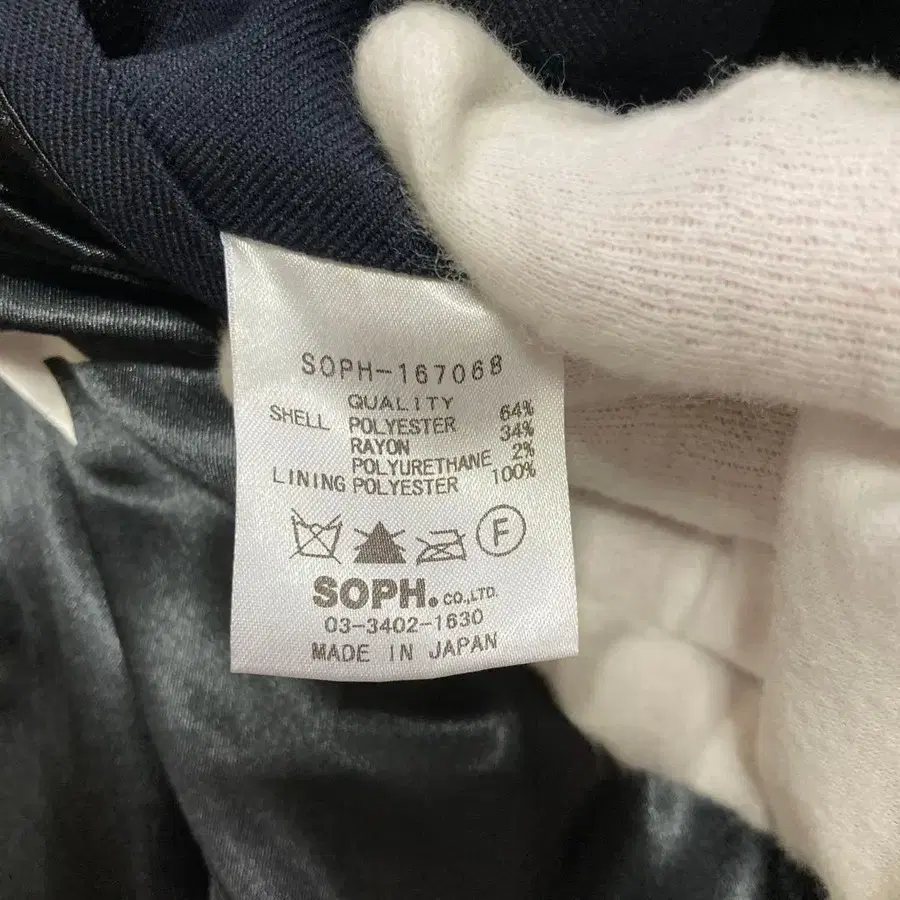 SOPH-167068
QUALITY
SHELL POLYESTER 64%
RAYON 34%
POLYURETHANE 2%
LINING POLYESTER 100%
F
SOPH. CO.,LTD.
03-3402-1630
MADE IN JAPAN